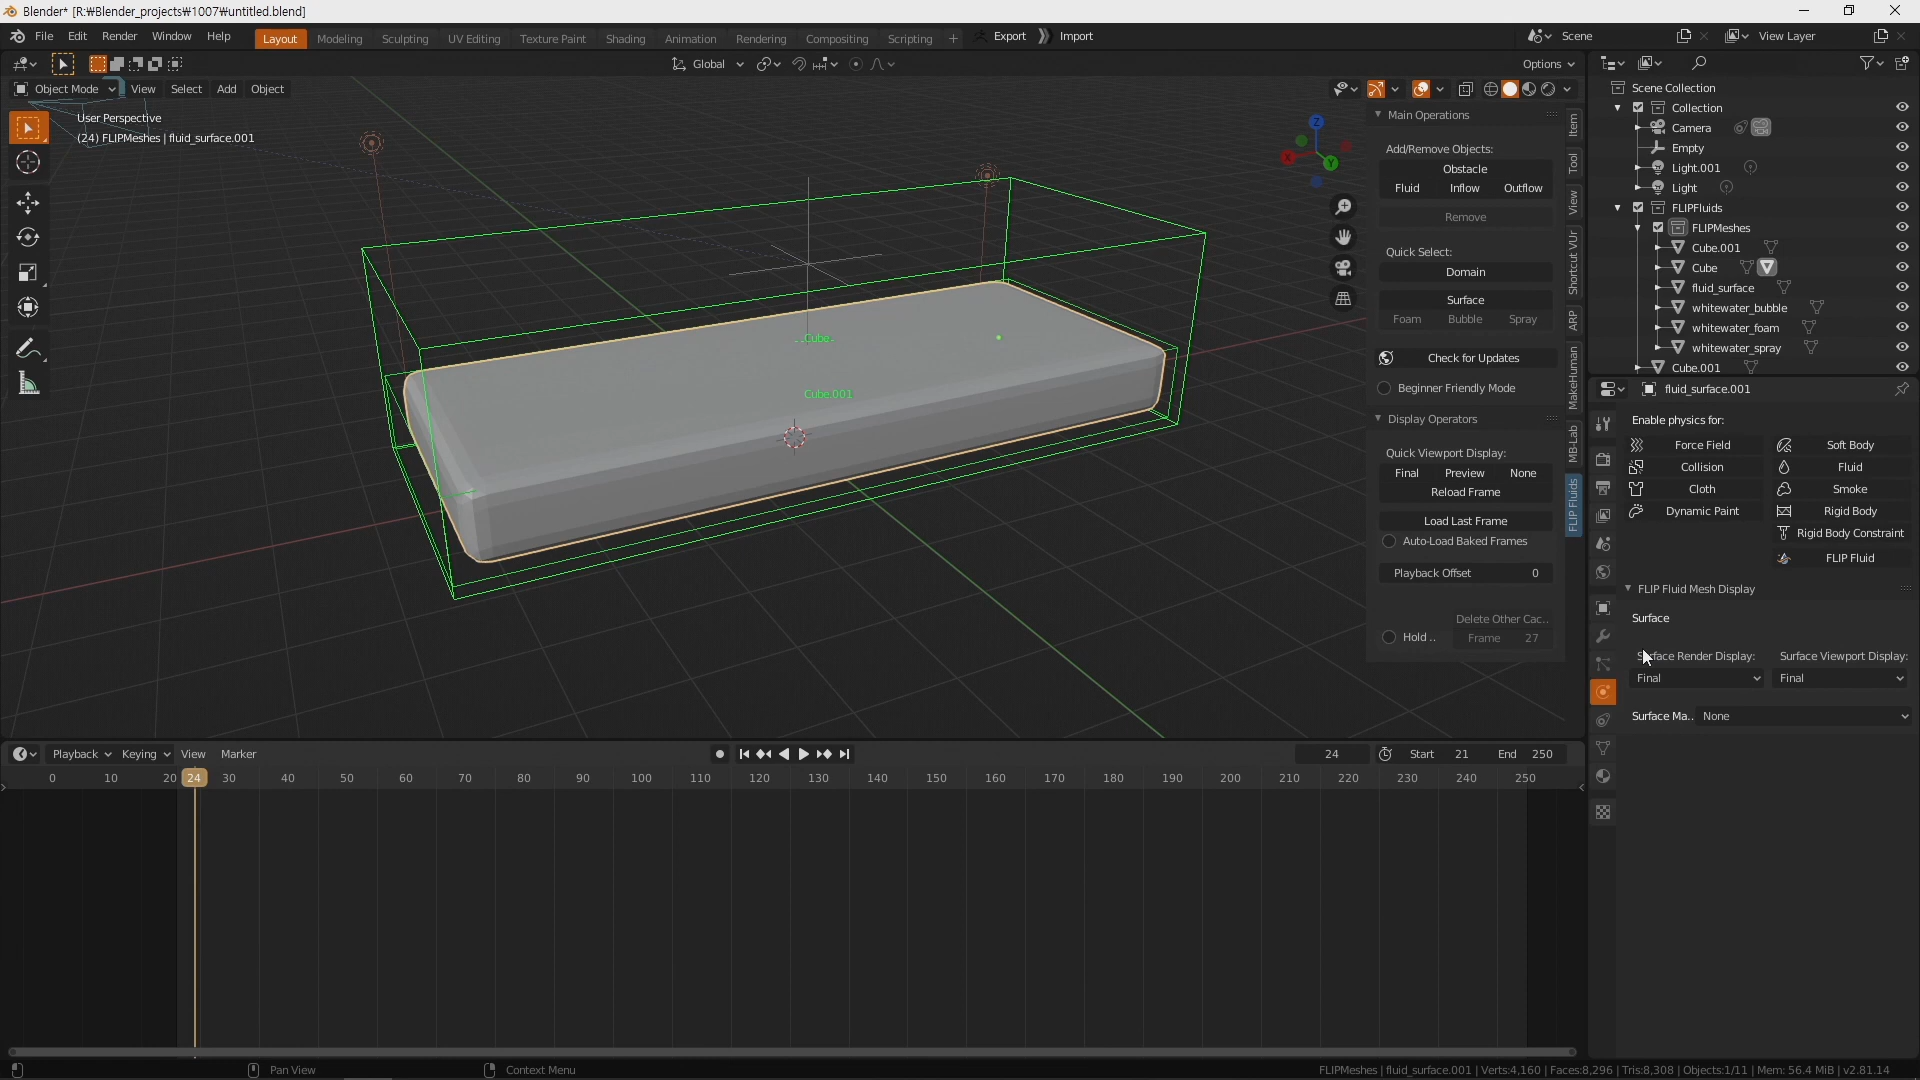 Blender* [R:₩Blender_projects₩1007₩untitled.blend]
File Edit Render Window Help Layout Modeling Sculpting UV Editing Texture Paint Shading Animation Rendering Compositing Scripting + Export Import Scene View Layer
Global Options
Object Mode View Select Add Object
User Perspective
(24) FLIPMeshes | fluid_surface.001
Cube
Cube.001
Z
X
Y
Main Operations
Add/Remove Objects:
Obstacle
Fluid Inflow Outflow
Remove
Quick Select:
Domain
Surface
Foam Bubble Spray
Check for Updates
Beginner Friendly Mode
Display Operators
Quick Viewport Display:
Final Preview None
Reload Frame
Load Last Frame
Auto-Load Baked Frames
Playback Offset 0
Delete Other Cac..
Hold .. Frame 27
Item
Tool
View
Shortcut VUr
ARP
MakeHuman
MB-Lab
FLIP Fluids
Scene Collection
Collection
Camera
Empty
Light.001
Light
FLIPFluids
FLIPMeshes
Cube.001
Cube
fluid_surface
whitewater_bubble
whitewater_foam
whitewater_spray
Cube.001
fluid_surface.001
Enable physics for:
Force Field Soft Body
Collision Fluid
Cloth Smoke
Dynamic Paint Rigid Body
Rigid Body Constraint
FLIP Fluid
FLIP Fluid Mesh Display
Surface
Surface Render Display: Surface Viewport Display:
Final Final
Surface Ma.. None
Playback Keying View Marker 24 Start 21 End 250
0 10 20 24 30 40 50 60 70 80 90 100 110 120 130 140 150 160 170 180 190 200 210 220 230 240 250
Pan View Context Menu FLIPMeshes | fluid_surface.001 | Verts:4,160 | Faces:8,296 | Tris:8,308 | Objects:1/11 | Mem: 56.4 MiB | v2.81.14